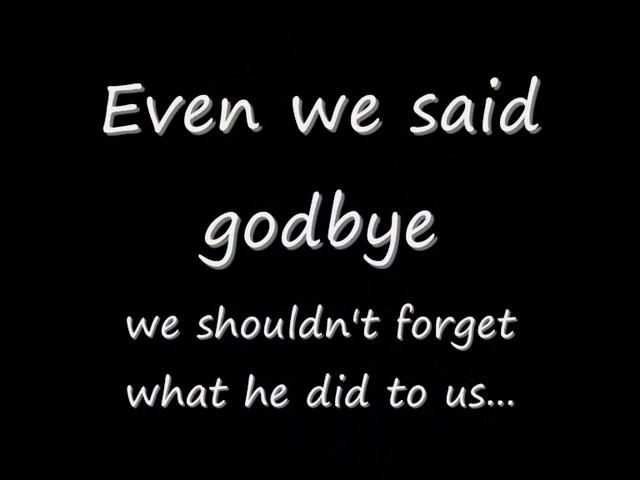 Even we said
godbye
we shouldn't forget
what he did to us...